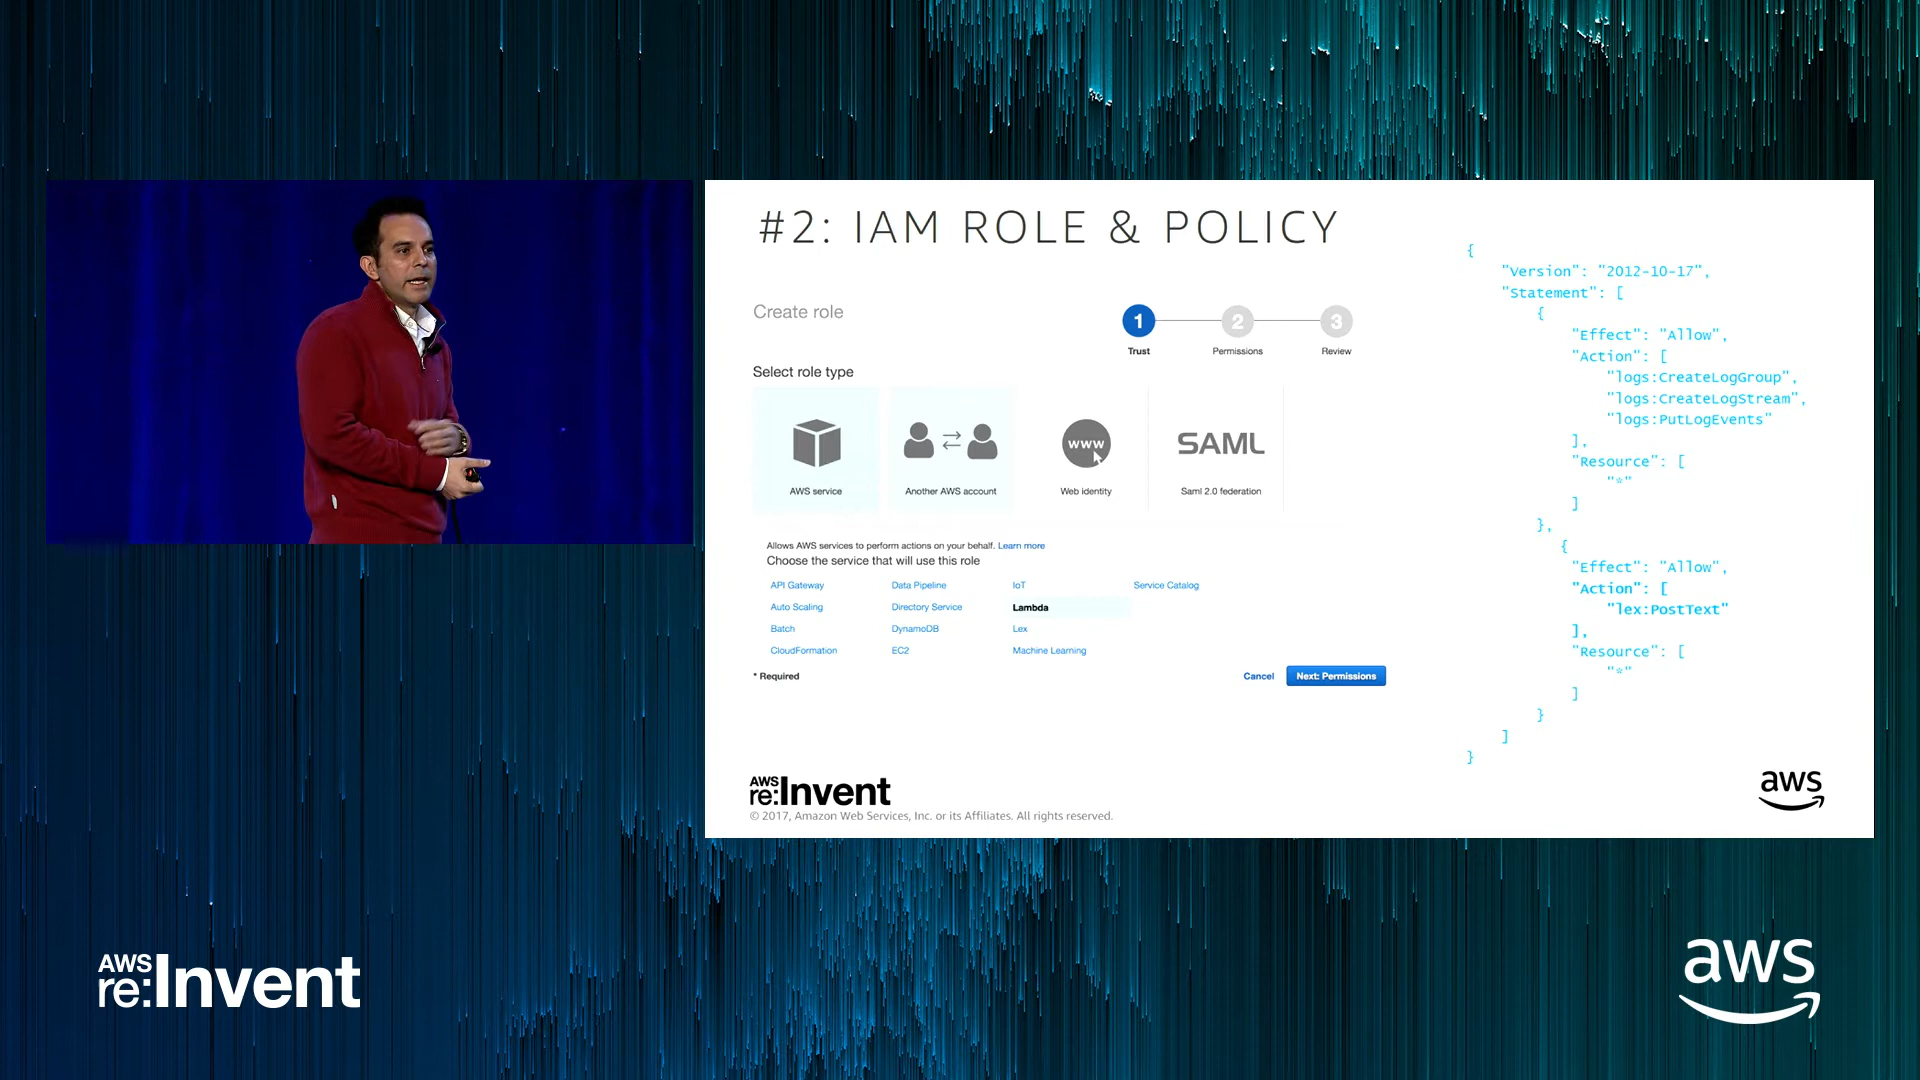 #2: IAM ROLE & POLICY
Create role
1
2
3
Trust
Permissions
Review
Select role type
www
SAML
AWS service
Another AWS account
Web identity
Saml 2.0 federation
Allows AWS services to perform actions on your behalf. Learn more
Choose the service that will use this role
API Gateway
Data Pipeline
IoT
Service Catalog
Auto Scaling
Directory Service
Lambda
Batch
DynamoDB
Lex
CloudFormation
EC2
Machine Learning
* Required
Cancel
Next: Permissions
{
"Version": "2012-10-17",
"Statement": [
{
"Effect": "Allow",
"Action": [
"logs:CreateLogGroup",
"logs:CreateLogStream",
"logs:PutLogEvents"
],
"Resource": [
"*"
]
},
{
"Effect": "Allow",
"Action": [
"lex:PostText"
],
"Resource": [
"*"
]
}
]
}
AWS
re:Invent
© 2017, Amazon Web Services, Inc. or its Affiliates. All rights reserved.
aws
AWS
re:Invent
aws